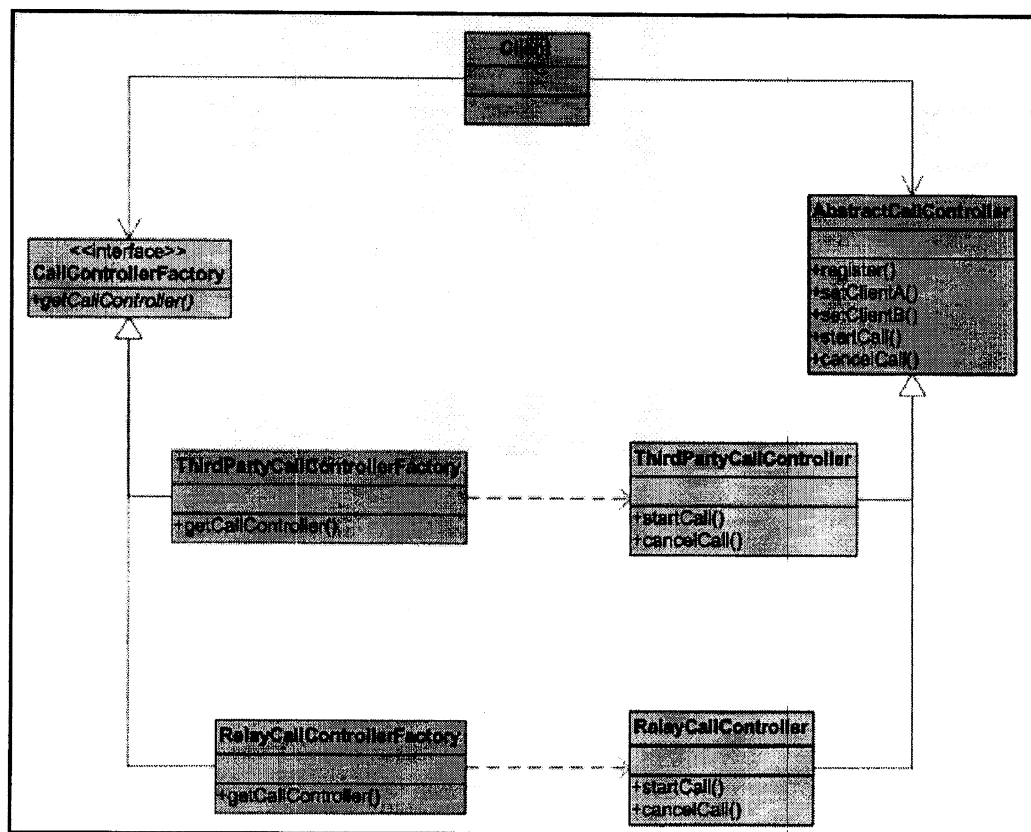 Client
<<interface>>
CallControllerFactory
+getCallController()
AbstractCallController
+register()
+setClientA()
+setClientB()
+startCall()
+cancelCall()
ThirdPartyCallControllerFactory
+getCallController()
ThirdPartyCallController
+startCall()
+cancelCall()
RelayCallControllerFactory
+getCallController()
RelayCallController
+startCall()
+cancelCall()